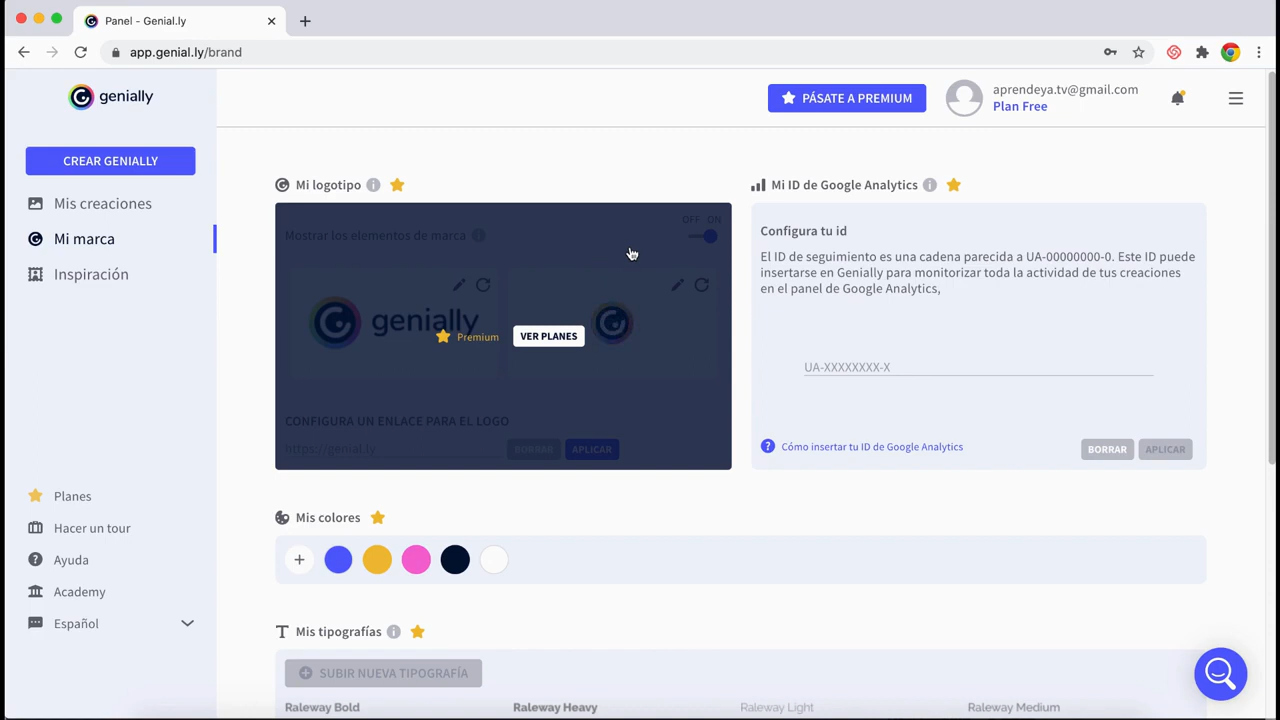 Panel - Genial.ly
app.genial.ly/brand
genially
PÁSATE A PREMIUM
aprendeya.tv@gmail.com
Plan Free
CREAR GENIALLY
Mis creaciones
Mi marca
Inspiración
Planes
Hacer un tour
Ayuda
Academy
Español
Mi logotipo
OFF ON
Mostrar los elementos de marca
genially
Premium
VER PLANES
CONFIGURA UN ENLACE PARA EL LOGO
https://genial.ly
BORRAR
APLICAR
Mi ID de Google Analytics
Configura tu id
El ID de seguimiento es una cadena parecida a UA-00000000-0. Este ID puede
insertarse en Genially para monitorizar toda la actividad de tus creaciones
en el panel de Google Analytics,
UA-XXXXXXXX-X
Cómo insertar tu ID de Google Analytics
BORRAR
APLICAR
Mis colores
Mis tipografías
SUBIR NUEVA TIPOGRAFÍA
Raleway Bold
Raleway Heavy
Raleway Light
Raleway Medium